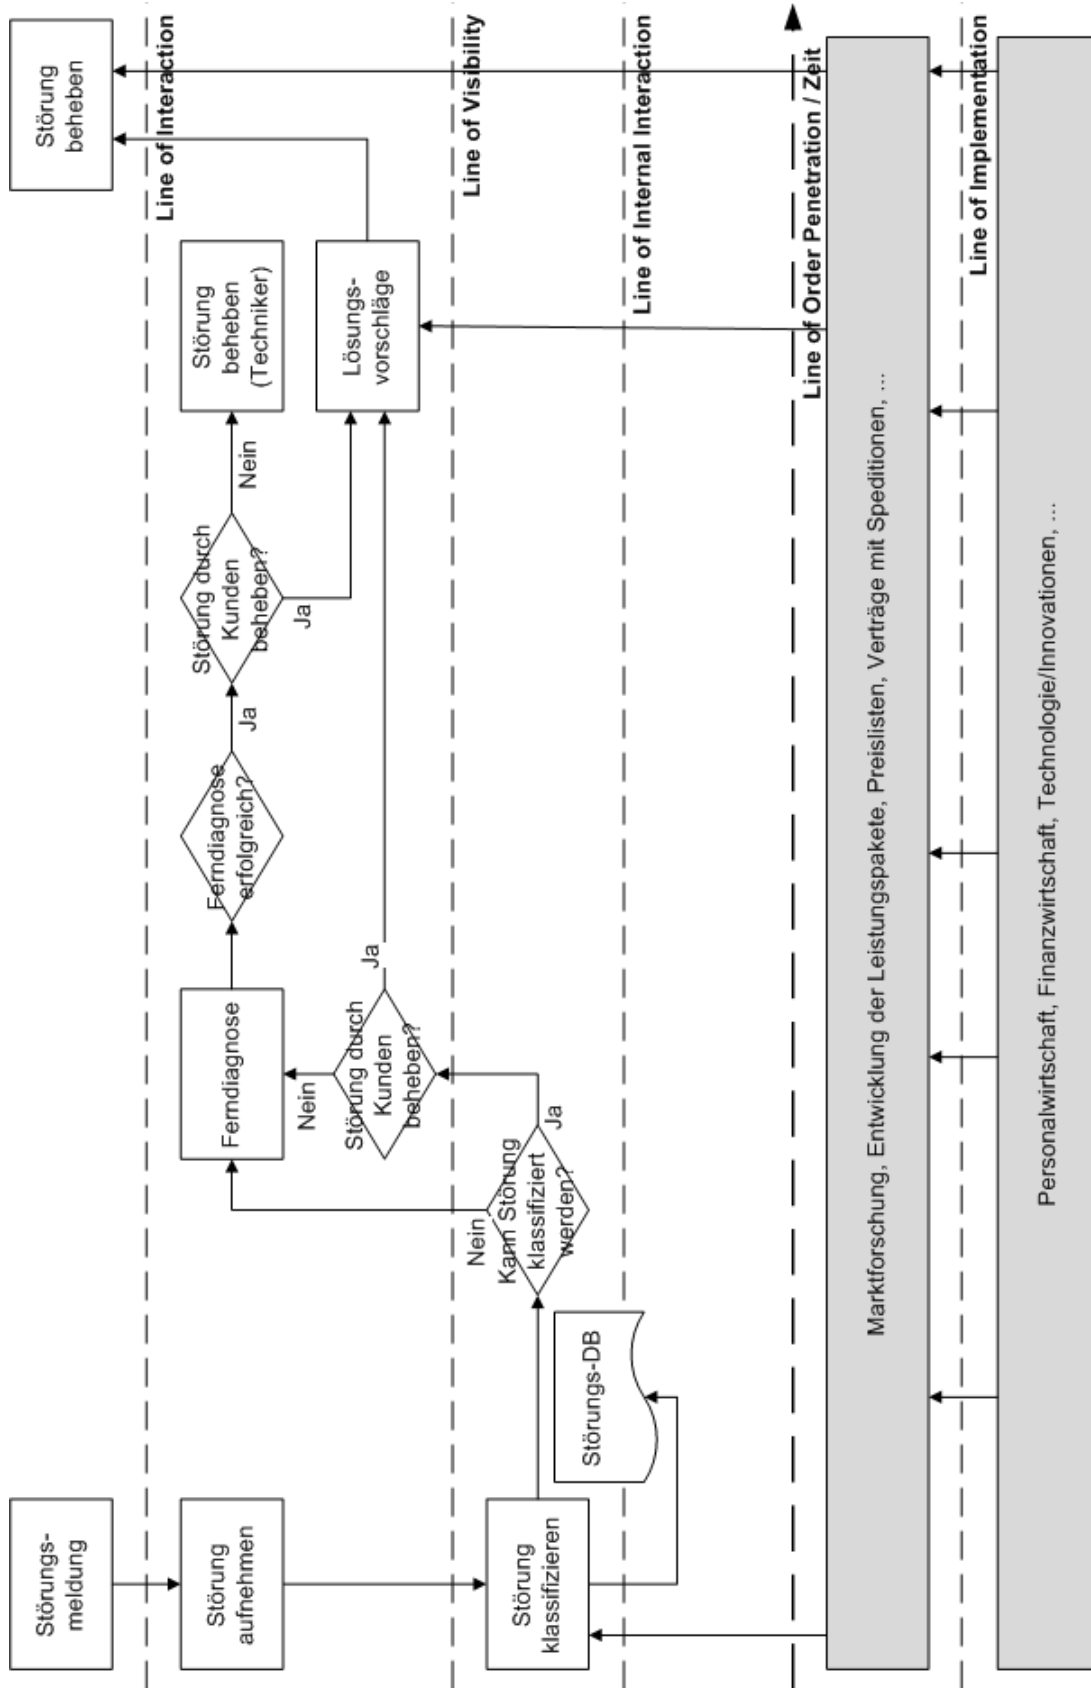 Störungs-
meldung
Störung
beheben
Line of Interaction
Störung
aufnehmen
Ferndiagnose
Ferndiagnose
erfolgreich?
Ja
Störung durch
Kunden
beheben?
Nein
Ja
Störung
beheben
(Techniker)
Nein
Störung durch
Kunden
beheben?
Ja
Lösungs-
vorschläge
Line of Visibility
Störung
klassifizieren
Nein
Kann Störung
klassifiziert
werden?
Ja
Störungs-DB
Line of Internal Interaction
Line of Order Penetration / Zeit
Marktforschung, Entwicklung der Leistungspakete, Preislisten, Verträge mit Speditionen, ...
Line of Implementation
Personalwirtschaft, Finanzwirtschaft, Technologie/Innovationen, ...